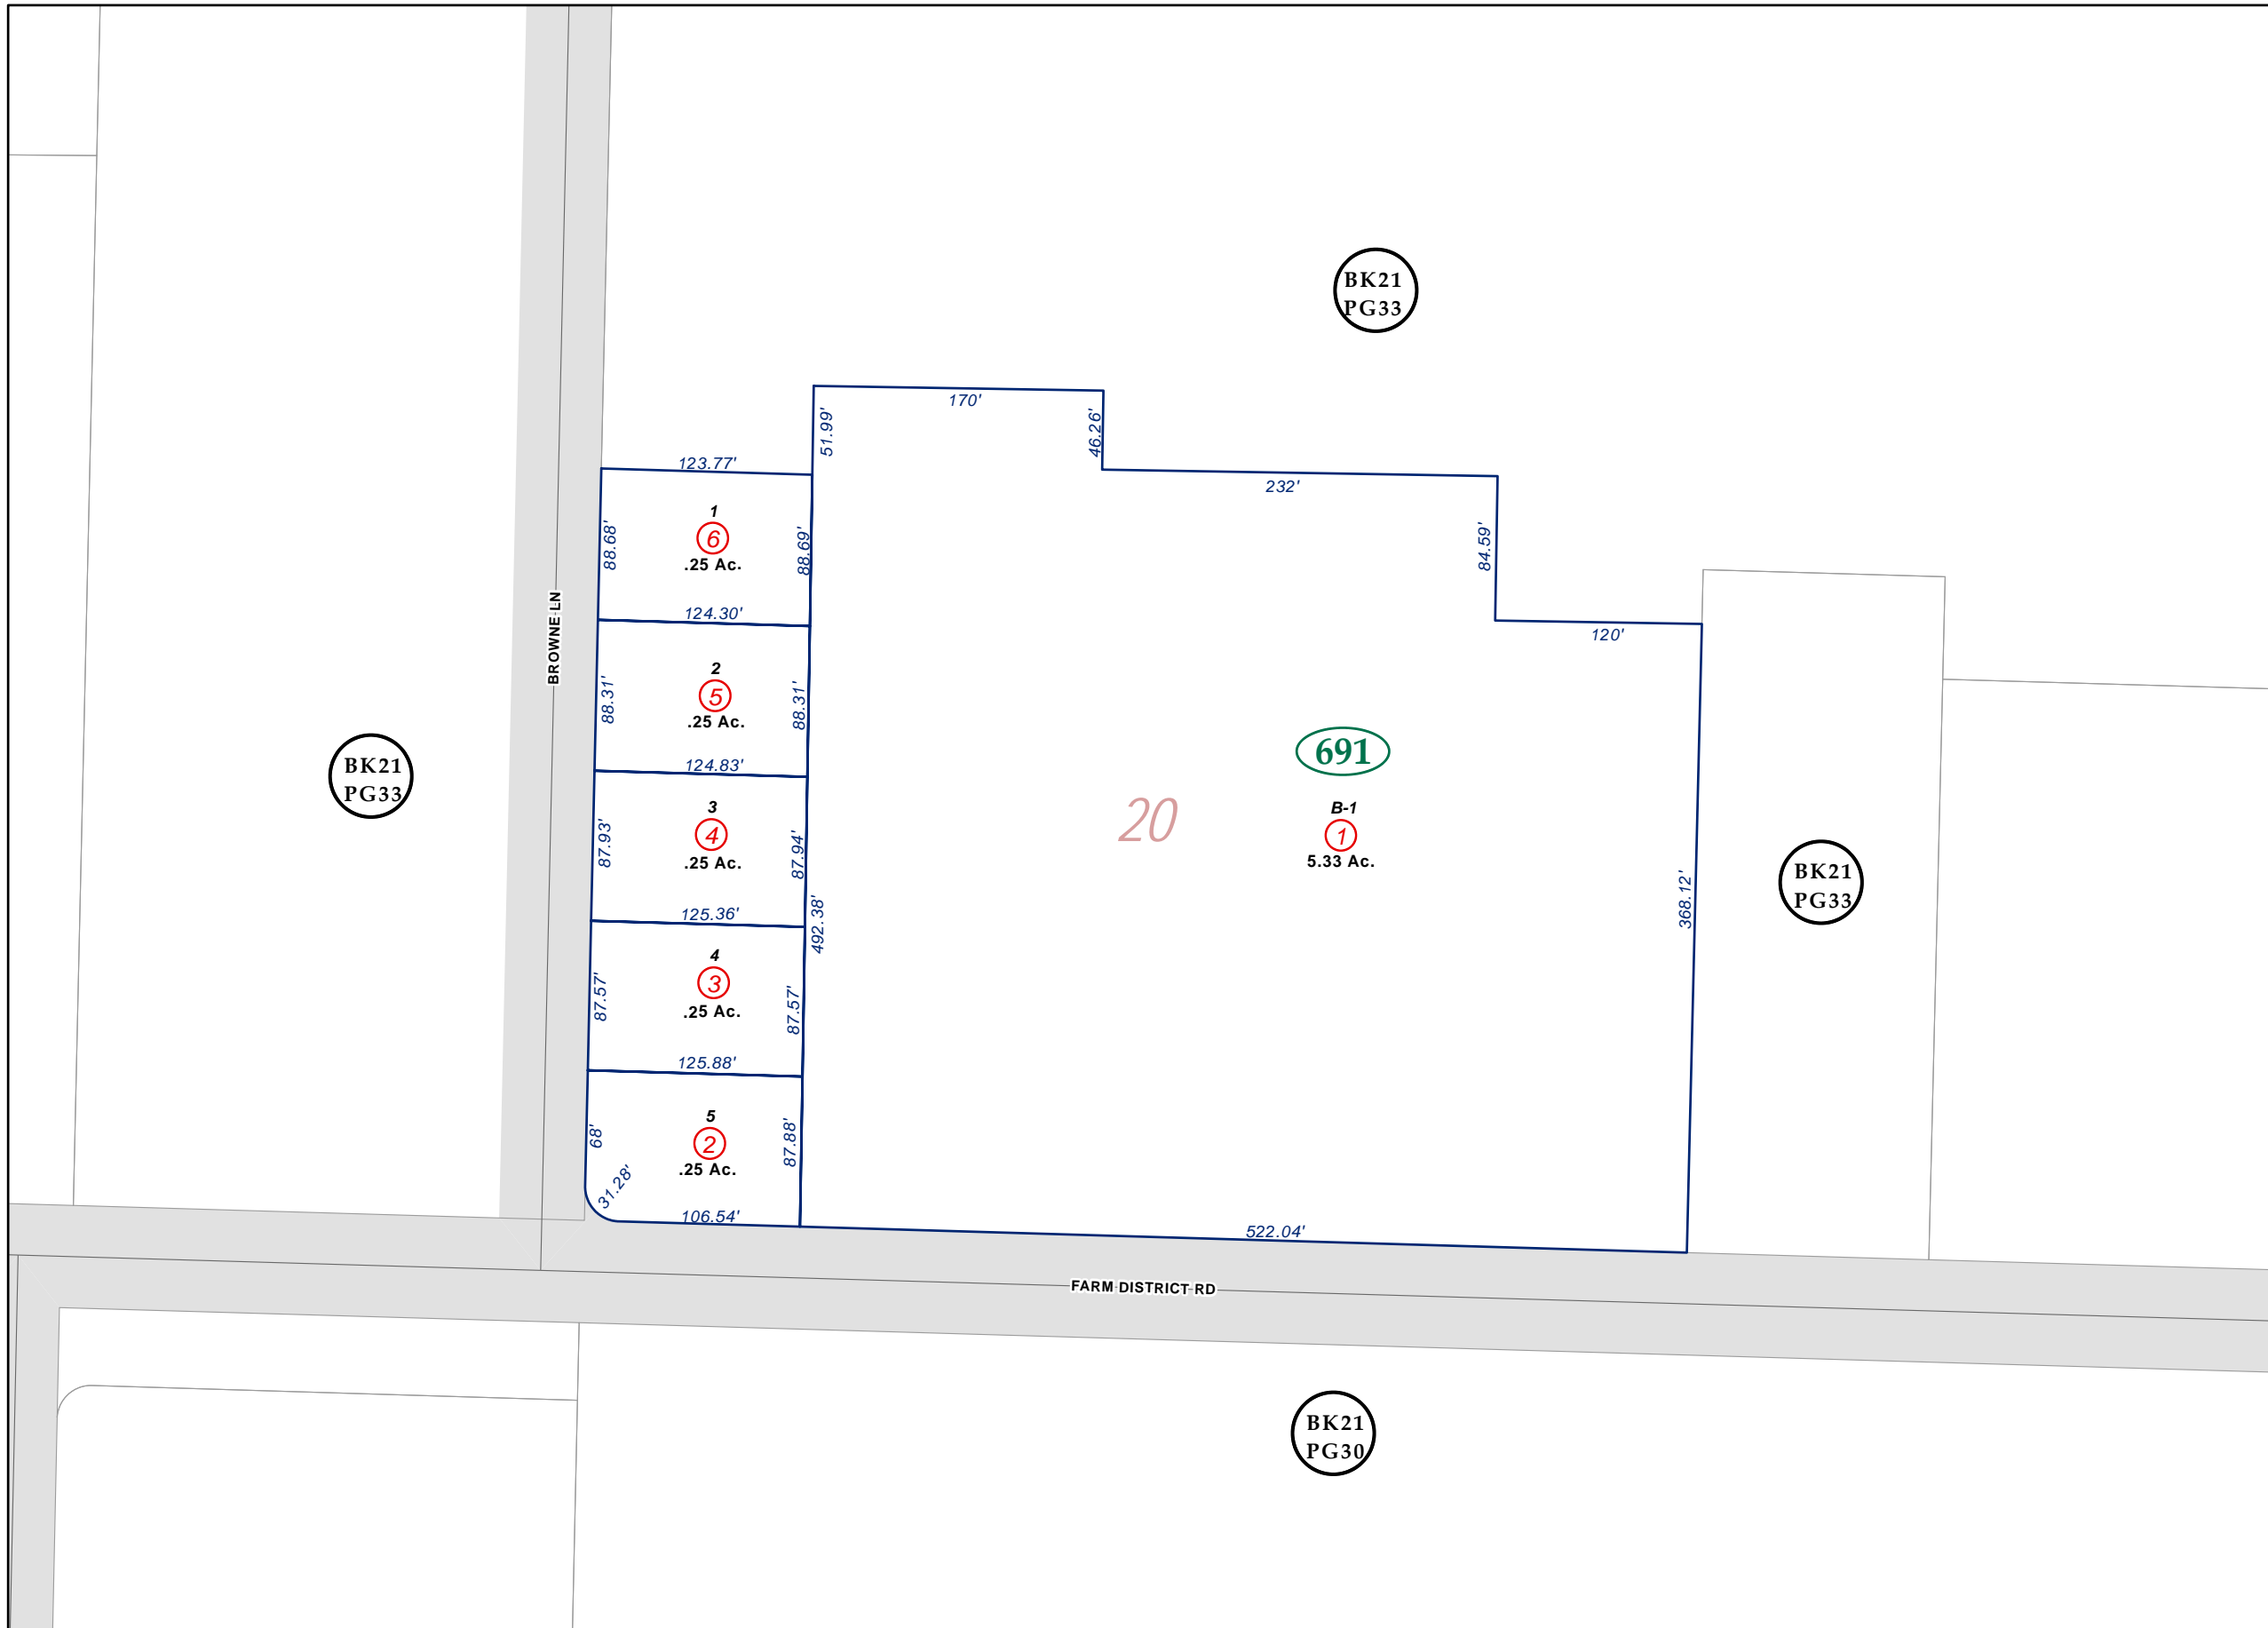 BK21
PG33
170'
51.99'
46.26'
123.77'
232'
1
6
.25 Ac.
88.68'
88.69'
84.59'
124.30'
120'
BROWNE LN
2
5
.25 Ac.
88.31'
88.31'
691
124.83'
BK21
PG33
3
4
.25 Ac.
87.93'
87.94'
20
B-1
1
5.33 Ac.
368.12'
BK21
PG33
125.36'
492.38'
4
3
.25 Ac.
87.57'
87.57'
125.88'
5
2
.25 Ac.
68'
87.88'
31.28'
106.54'
522.04'
FARM DISTRICT RD
BK21
PG30